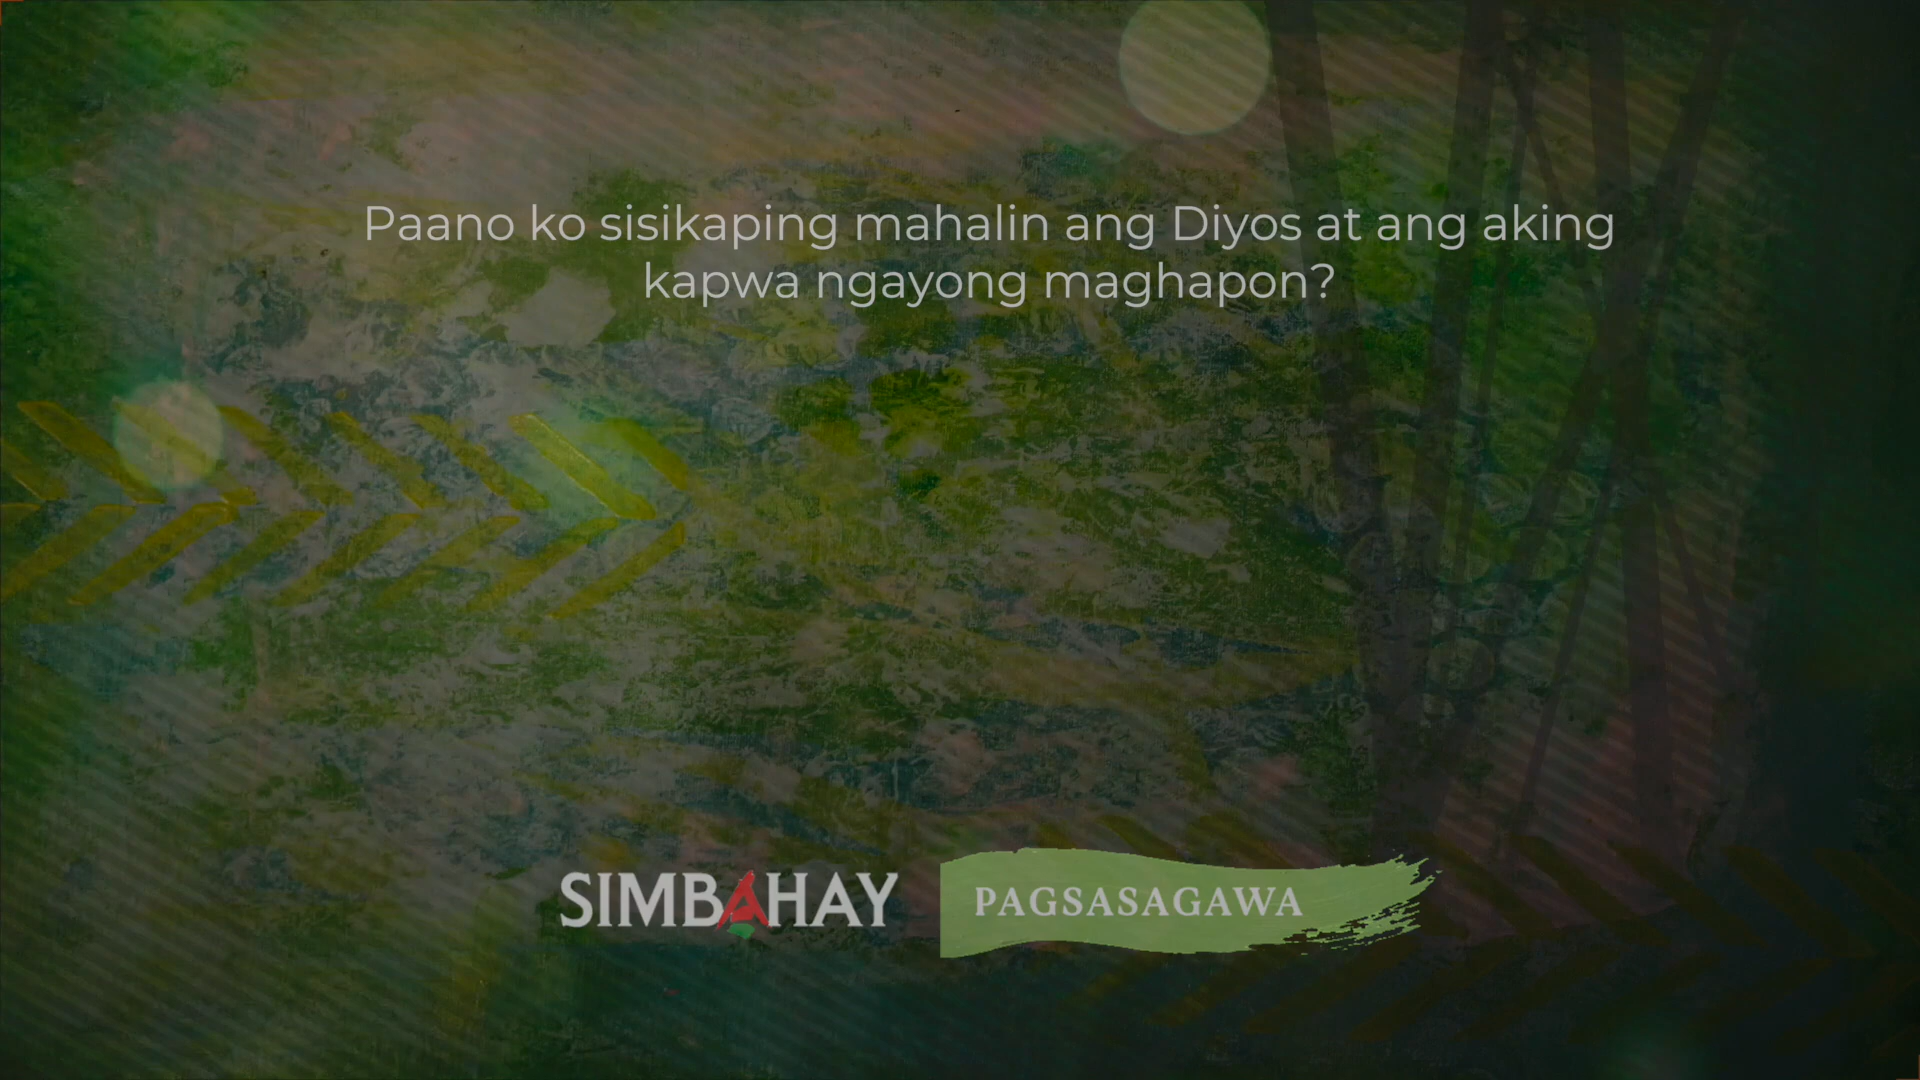 Paano ko sisikaping mahalin ang Diyos at ang aking
kapwa ngayong maghapon?
SIMBAHAY PAGSASAGAWA